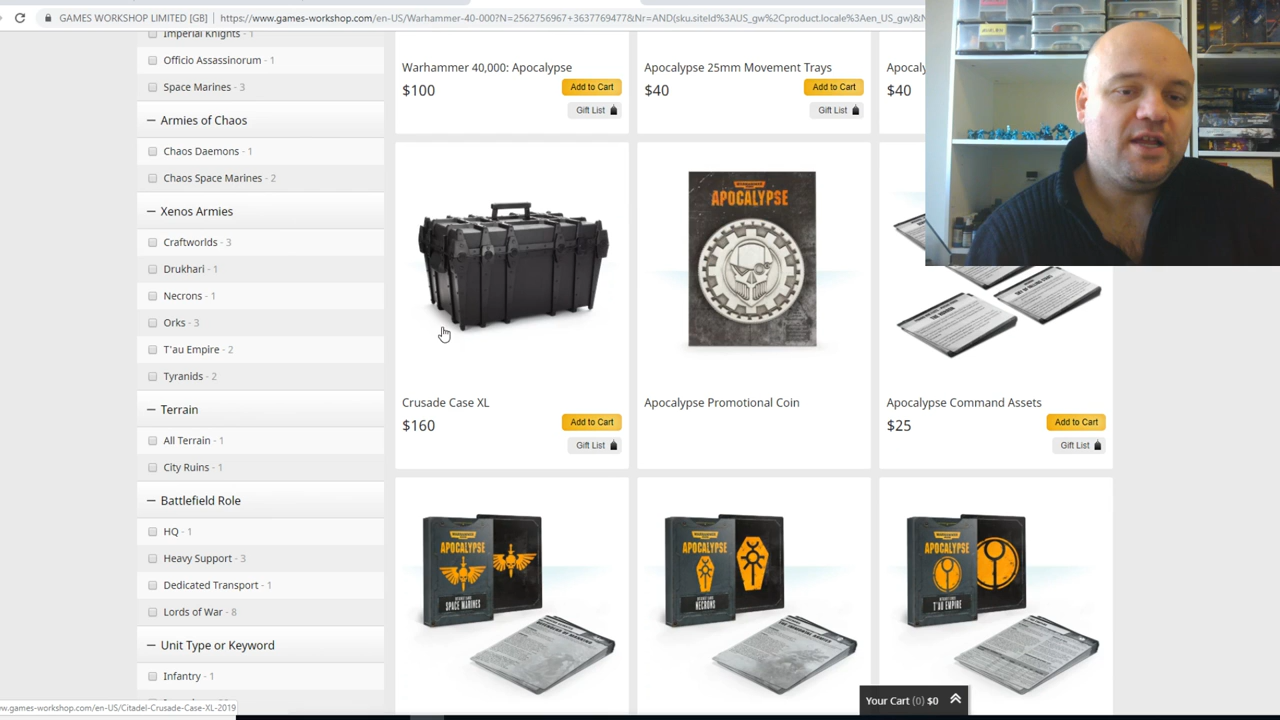 GAMES WORKSHOP LIMITED [GB]
https://www.games-workshop.com/en-US/Warhammer-40-000?N=2562756967+3637769477&Nr=AND(sku.siteId%3AUS_gw%2Cproduct.locale%3Aen_US_gw)&N
Imperial Knights - 1
Officio Assassinorum - 1
Space Marines - 3
Armies of Chaos
Chaos Daemons - 1
Chaos Space Marines - 2
Xenos Armies
Craftworlds - 3
Drukhari - 1
Necrons - 1
Orks - 3
T'au Empire - 2
Tyranids - 2
Terrain
All Terrain - 1
City Ruins - 1
Battlefield Role
HQ - 1
Heavy Support - 3
Dedicated Transport - 1
Lords of War - 8
Unit Type or Keyword
Infantry - 1
Warhammer 40,000: Apocalypse
$100
Add to Cart
Gift List
Apocalypse 25mm Movement Trays
$40
Add to Cart
Gift List
Apocaly
$40
APOCALYPSE
Crusade Case XL
$160
Add to Cart
Gift List
Apocalypse Promotional Coin
Apocalypse Command Assets
$25
Add to Cart
Gift List
APOCALYPSE
SPACE MARINES
APOCALYPSE
NECRONS
APOCALYPSE
T'AU EMPIRE
Your Cart (0) $0
ww.games-workshop.com/en-US/Citadel-Crusade-Case-XL-2019